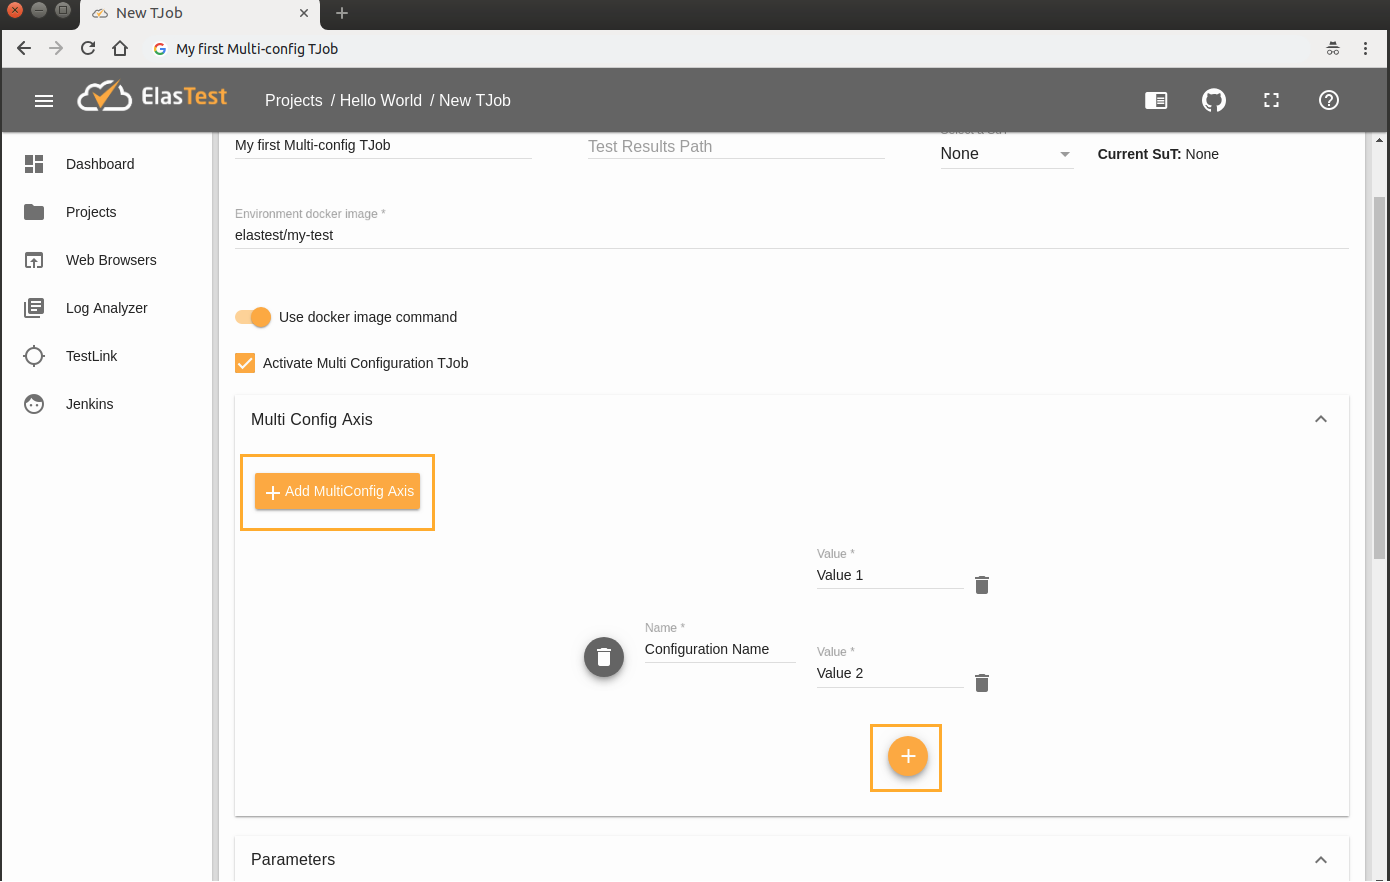 New TJob
My first Multi-config TJob
ElasTest
Projects / Hello World / New TJob
Dashboard
Projects
Web Browsers
Log Analyzer
TestLink
Jenkins
My first Multi-config TJob
Test Results Path
Select a SuT
None
Current SuT: None
Environment docker image *
elastest/my-test
Use docker image command
Activate Multi Configuration TJob
Multi Config Axis
Add MultiConfig Axis
Value *
Value 1
Name *
Configuration Name
Value *
Value 2
Parameters